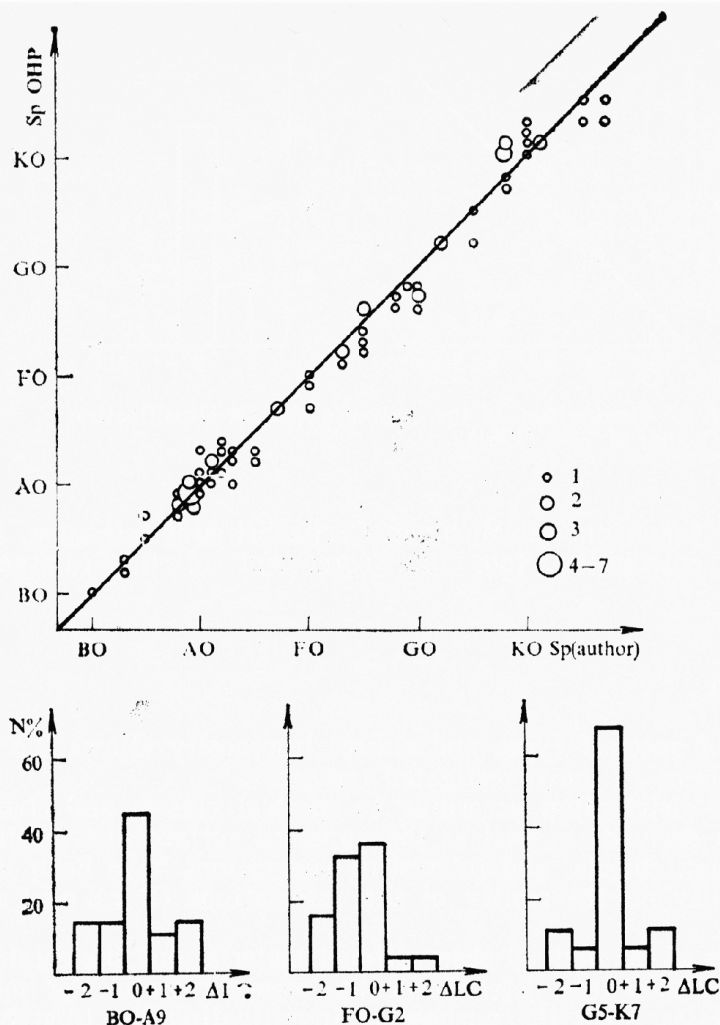 Sp OHP
KO
GO
FO
AO
BO
1
2
3
4–7
BO AO FO GO KO Sp(author)
N%
60
40
20
-2 -1 0 +1 +2
-2 -1 0 +1 +2 ΔLC
-2 -1 0 +1 +2 ΔLC
BO-A9 FO-G2 G5-K7